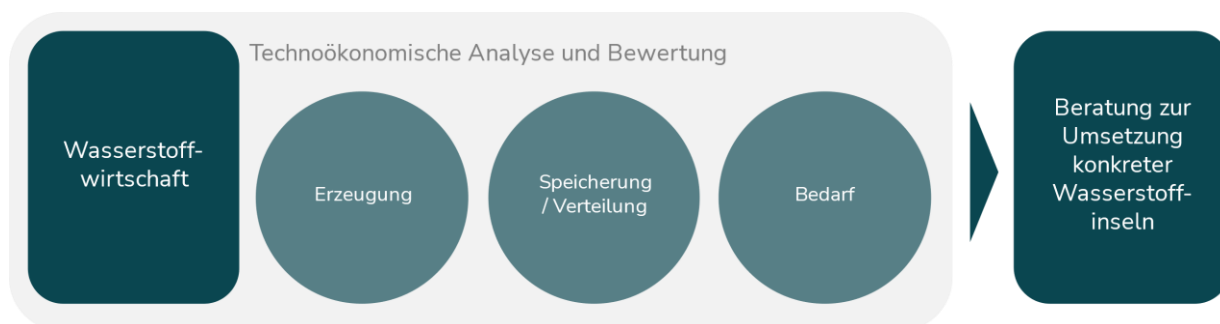 Technoökonomische Analyse und Bewertung
Wasserstoff-
wirtschaft
Erzeugung
Speicherung
/ Verteilung
Bedarf
Beratung zur
Umsetzung
konkreter
Wasserstoff-
inseln